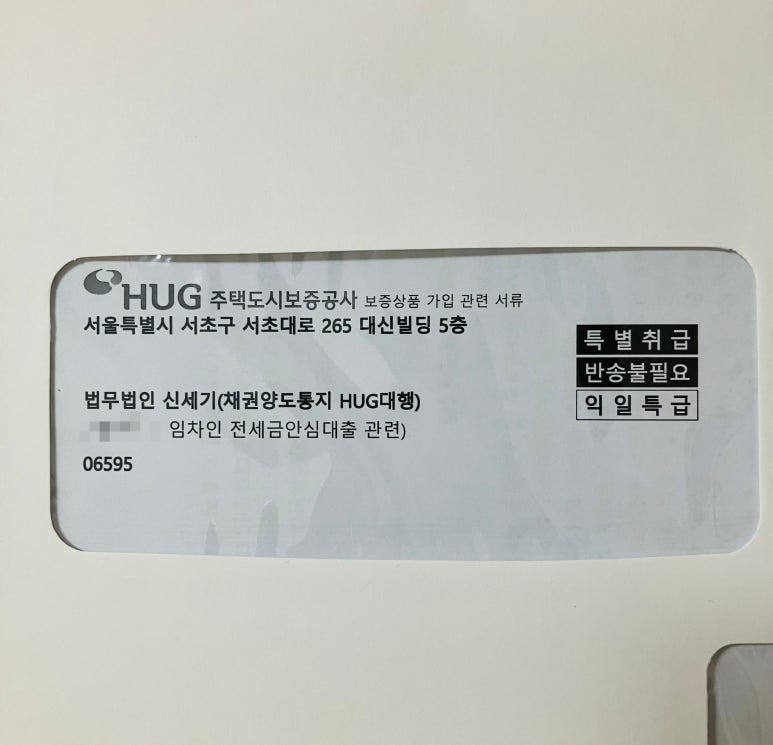 HUG 주택도시보증공사 보증상품 가입 관련 서류
서울특별시 서초구 서초대로 265 대신빌딩 5층
특별취급
반송불필요
익일특급
법무법인 신세기(채권양도통지 HUG대행)
임차인 전세금안심대출 관련)
06595